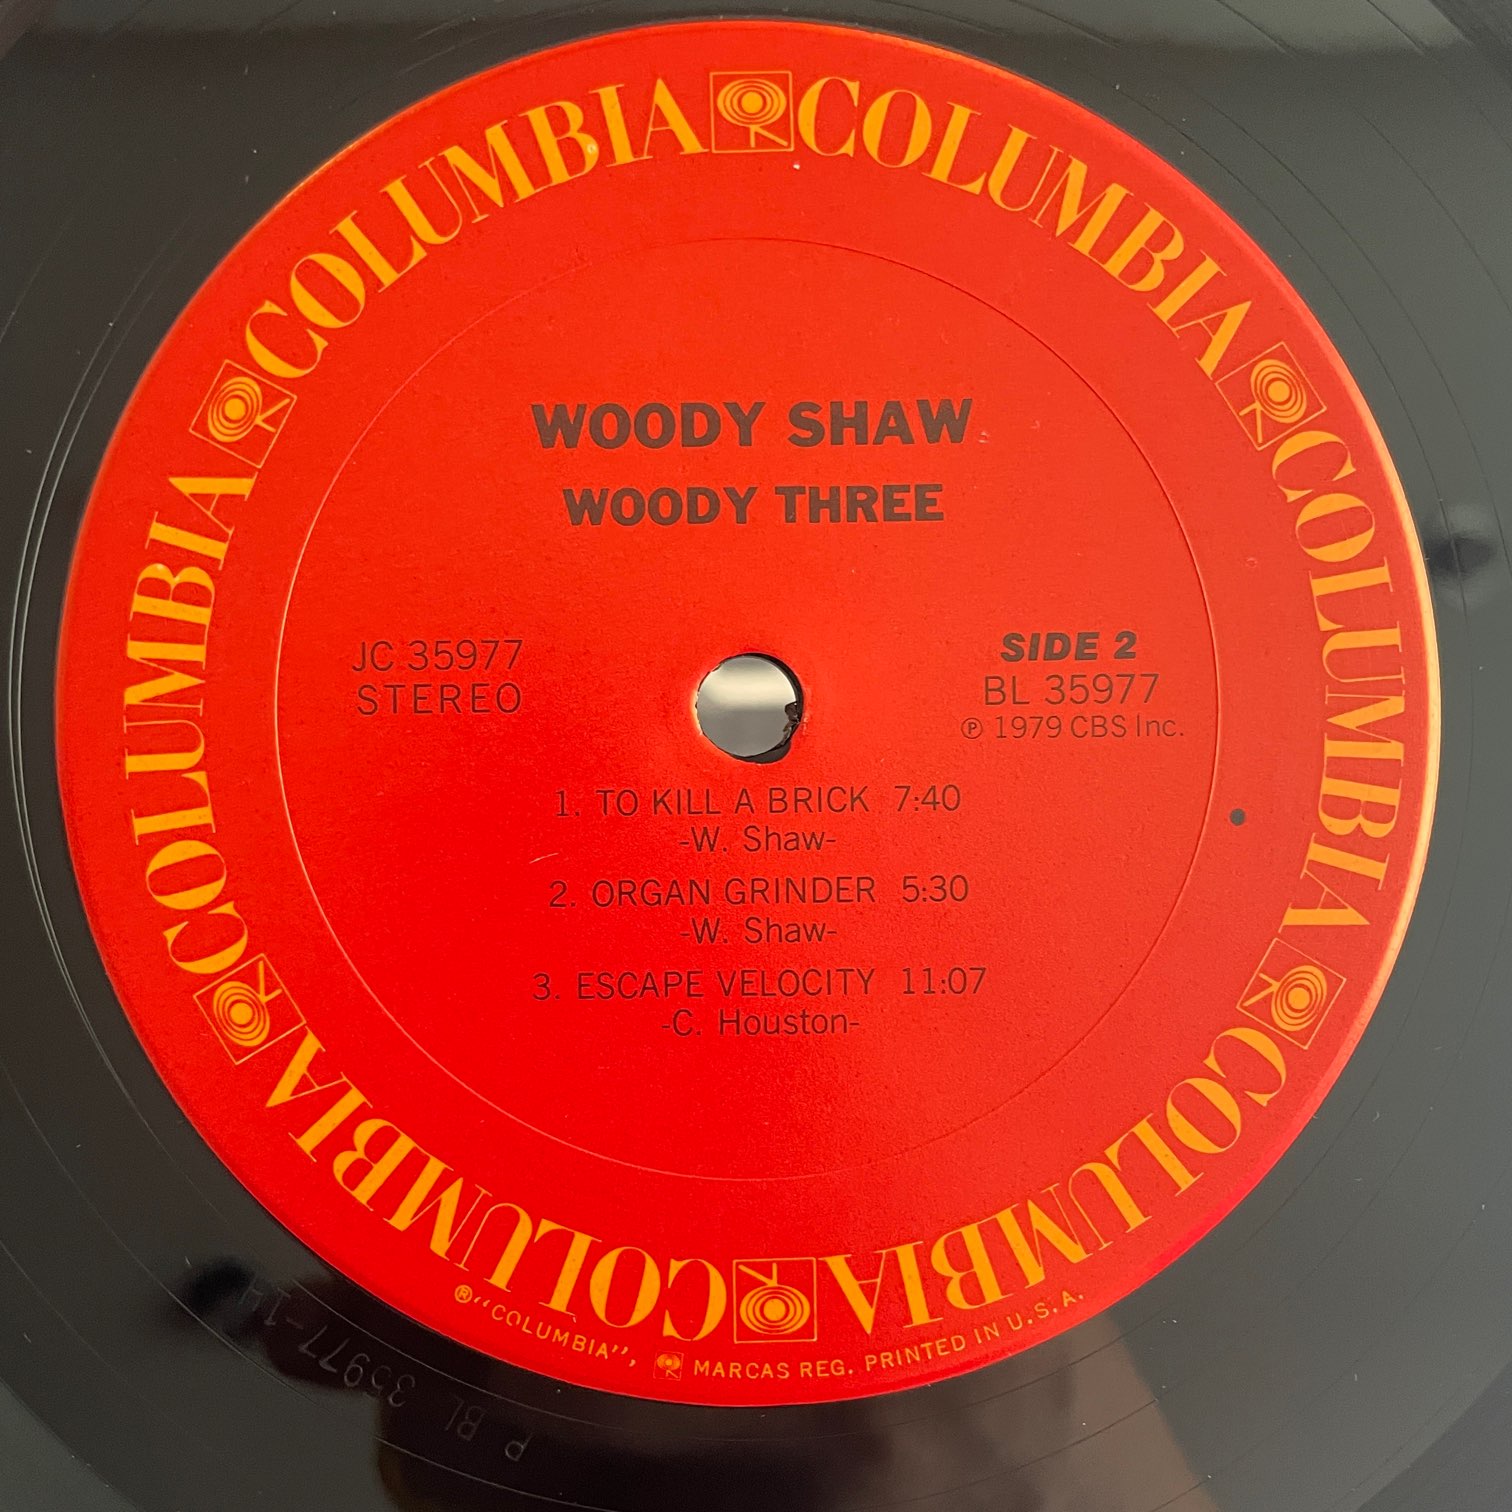 COLUMBIA COLUMBIA COLUMBIA COLUMBIA COLUMBIA COLUMBIA
WOODY SHAW
WOODY THREE
JC 35977
STEREO
SIDE 2
BL 35977
℗ 1979 CBS Inc.
1. TO KILL A BRICK 7:40
-W. Shaw-
2. ORGAN GRINDER 5:30
-W. Shaw-
3. ESCAPE VELOCITY 11:07
-C. Houston-
®"COLUMBIA", MARCAS REG. PRINTED IN U.S.A.
P BL 35977-1H